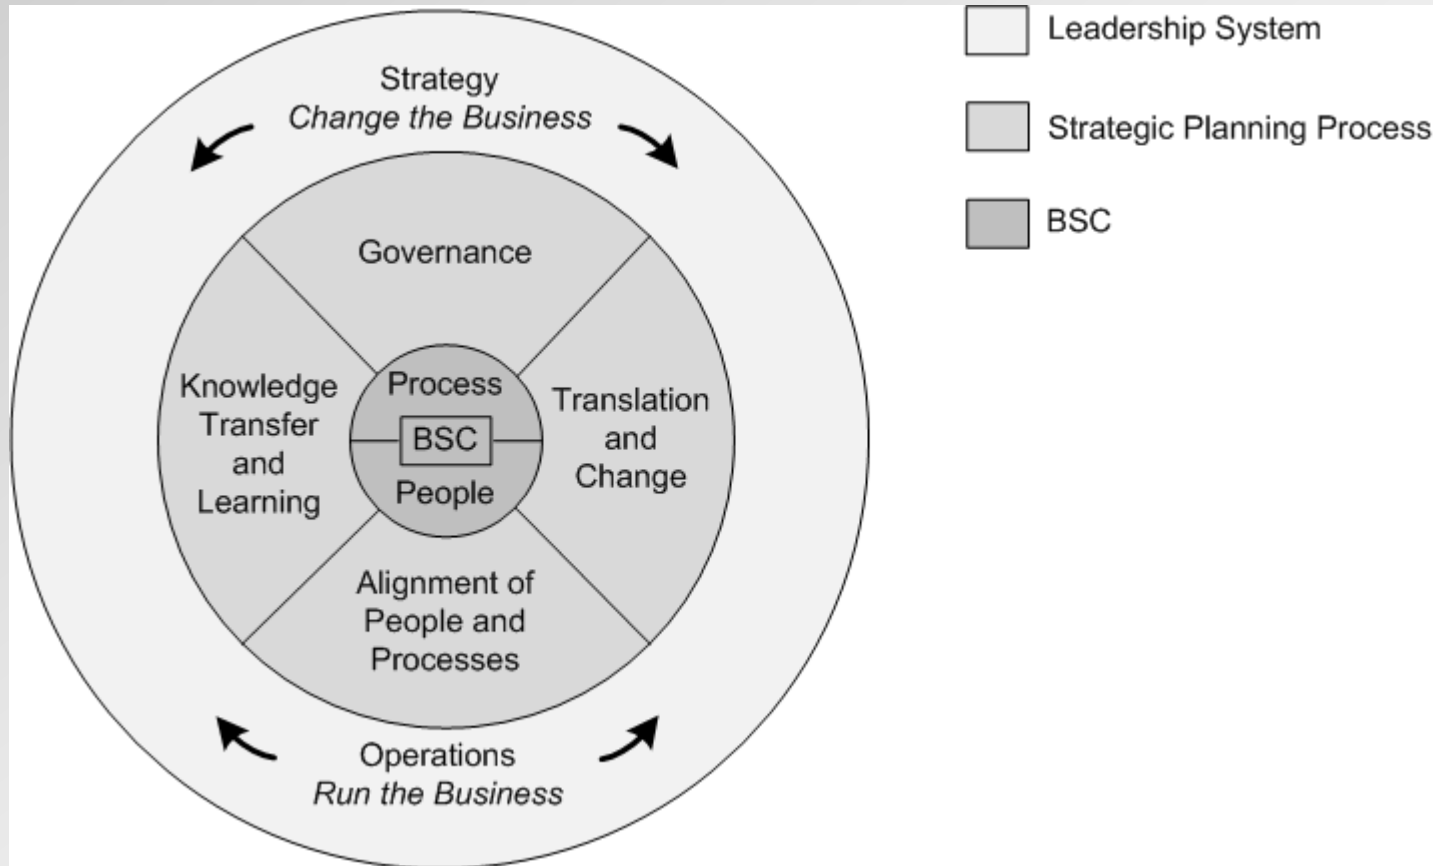 Strategy
Change the Business
Governance
Knowledge
Transfer
and
Learning
Process
BSC
People
Translation
and
Change
Alignment of
People and
Processes
Operations
Run the Business
Leadership System
Strategic Planning Process
BSC